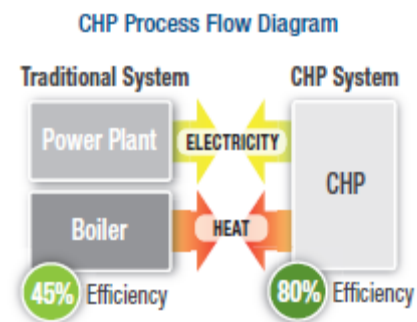 CHP Process Flow Diagram
Traditional System
CHP System
Power Plant
ELECTRICITY
CHP
Boiler
HEAT
45% Efficiency
80% Efficiency